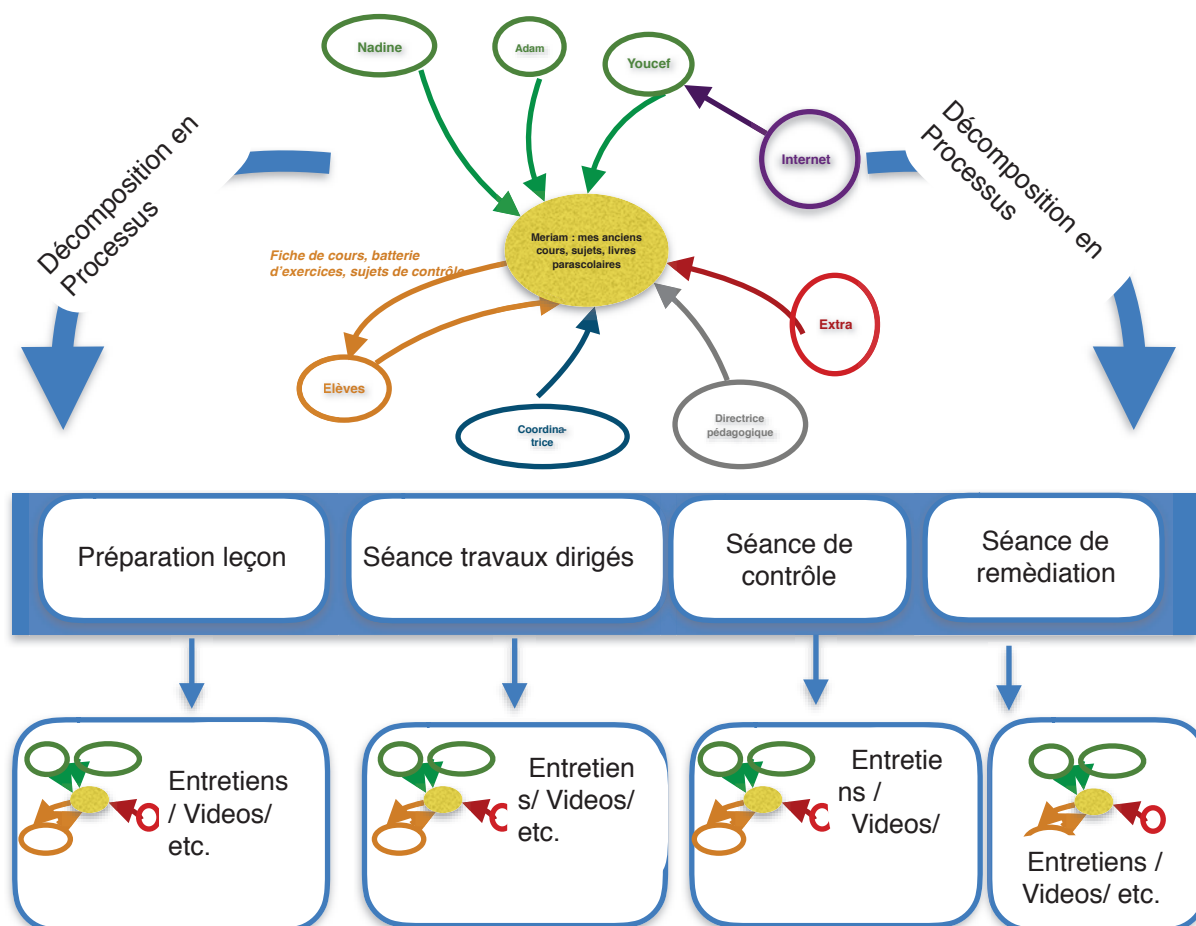 Nadine
Adam
Youcef
Internet
Décomposition en
Processus
Décomposition en
Processus
Meriam : mes anciens
cours, sujets, livres
parascolaires
Fiche de cours, batterie
d'exercices, sujets de contrôle
Extra
Elèves
Coordina-
trice
Directrice
pédagogique
Préparation leçon
Séance travaux dirigés
Séance de
contrôle
Séance de
remèdiation
Entretiens
/ Videos/
etc.
Entretien
s/ Videos/
etc.
Entretie
ns /
Videos/
Entretiens /
Videos/ etc.